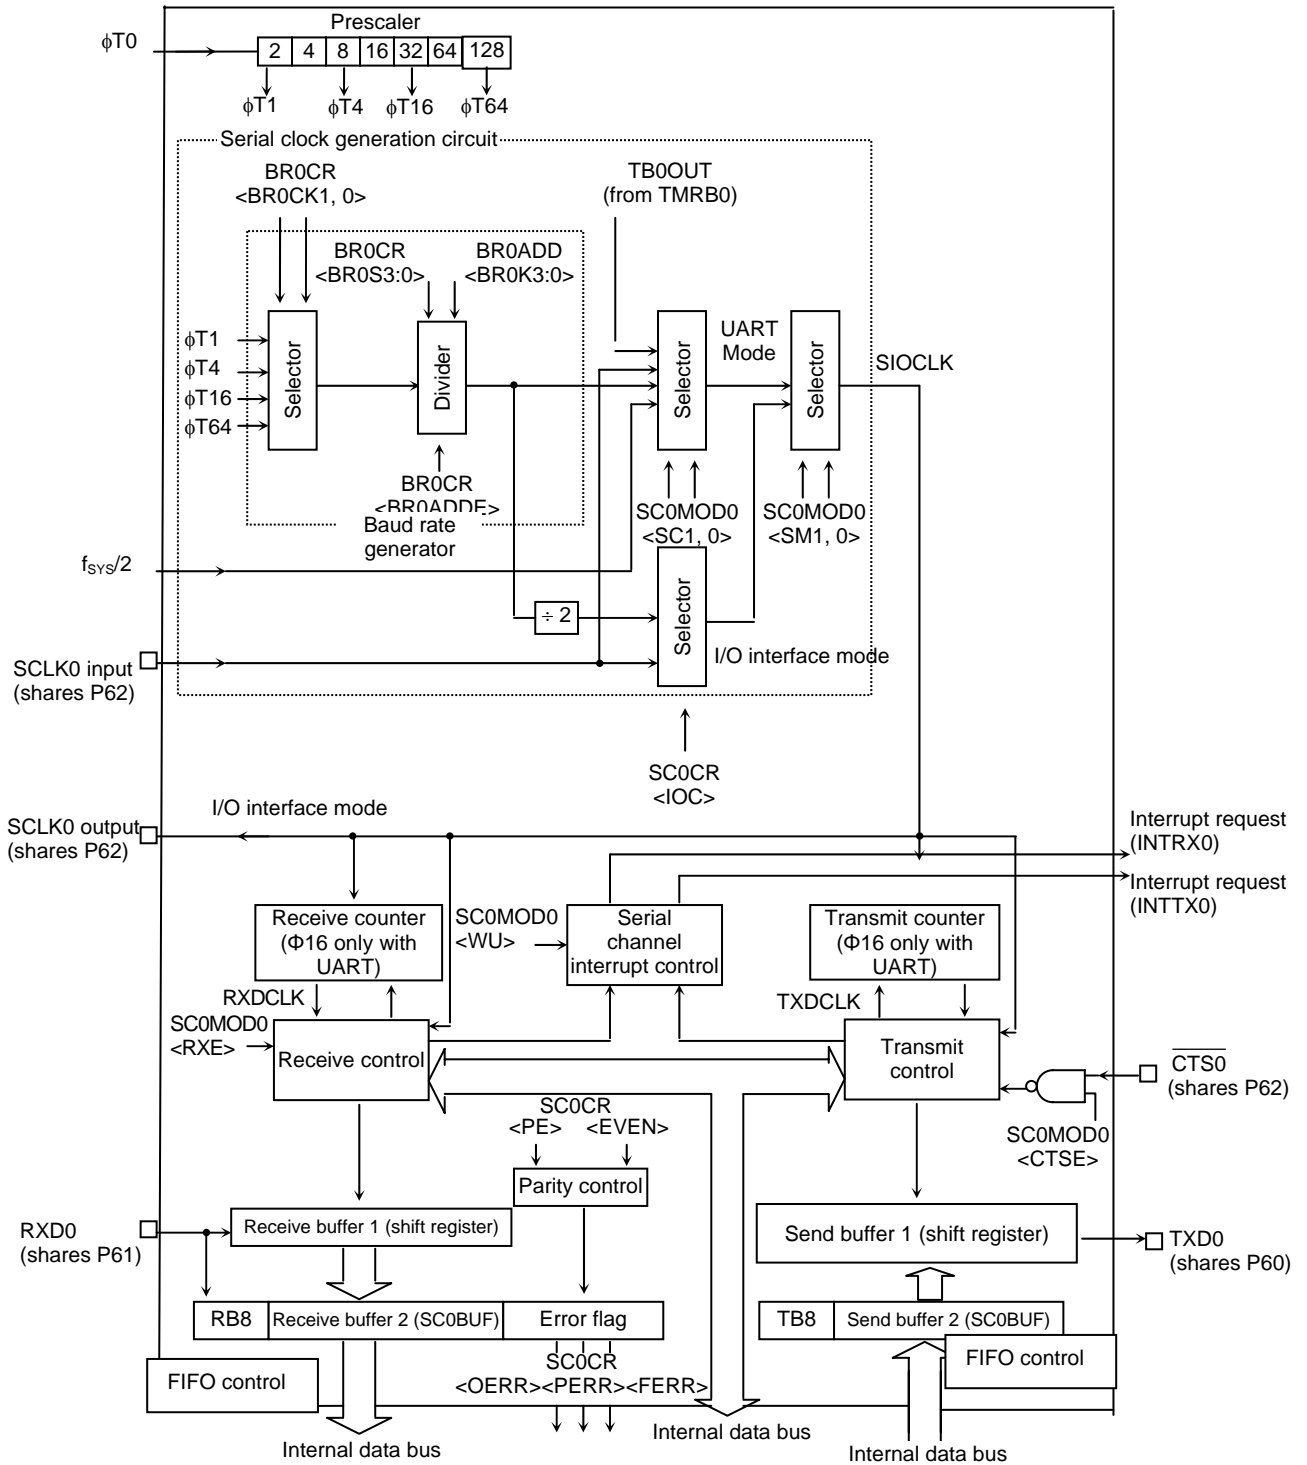 Prescaler
ϕT0
2 4 8 16 32 64 128
ϕT1 ϕT4 ϕT16 ϕT64
Serial clock generation circuit
BR0CR
<BR0CK1, 0>
TB0OUT
(from TMRB0)
BR0CR
<BR0S3:0>
BR0ADD
<BR0K3:0>
ϕT1
ϕT4
ϕT16
ϕT64
Selector
Divider
Selector
UART
Mode
Selector
SIOCLK
BR0CR
<BR0ADDE>
Baud rate
generator
SC0MOD0
<SC1, 0>
SC0MOD0
<SM1, 0>
fSYS/2
÷ 2
Selector
I/O interface mode
SCLK0 input
(shares P62)
SC0CR
<IOC>
I/O interface mode
SCLK0 output
(shares P62)
Interrupt request
(INTRX0)
Interrupt request
(INTTX0)
Receive counter
(Φ16 only with
UART)
SC0MOD0
<WU>
Serial
channel
interrupt control
Transmit counter
(Φ16 only with
UART)
RXDCLK
TXDCLK
SC0MOD0
<RXE>
Receive control
Transmit
control
CTS0
(shares P62)
SC0MOD0
<CTSE>
SC0CR
<PE> <EVEN>
Parity control
RXD0
(shares P61)
Receive buffer 1 (shift register)
Send buffer 1 (shift register)
TXD0
(shares P60)
RB8 Receive buffer 2 (SC0BUF) Error flag
TB8 Send buffer 2 (SC0BUF)
FIFO control
FIFO control
SC0CR
<OERR><PERR><FERR>
Internal data bus
Internal data bus
Internal data bus